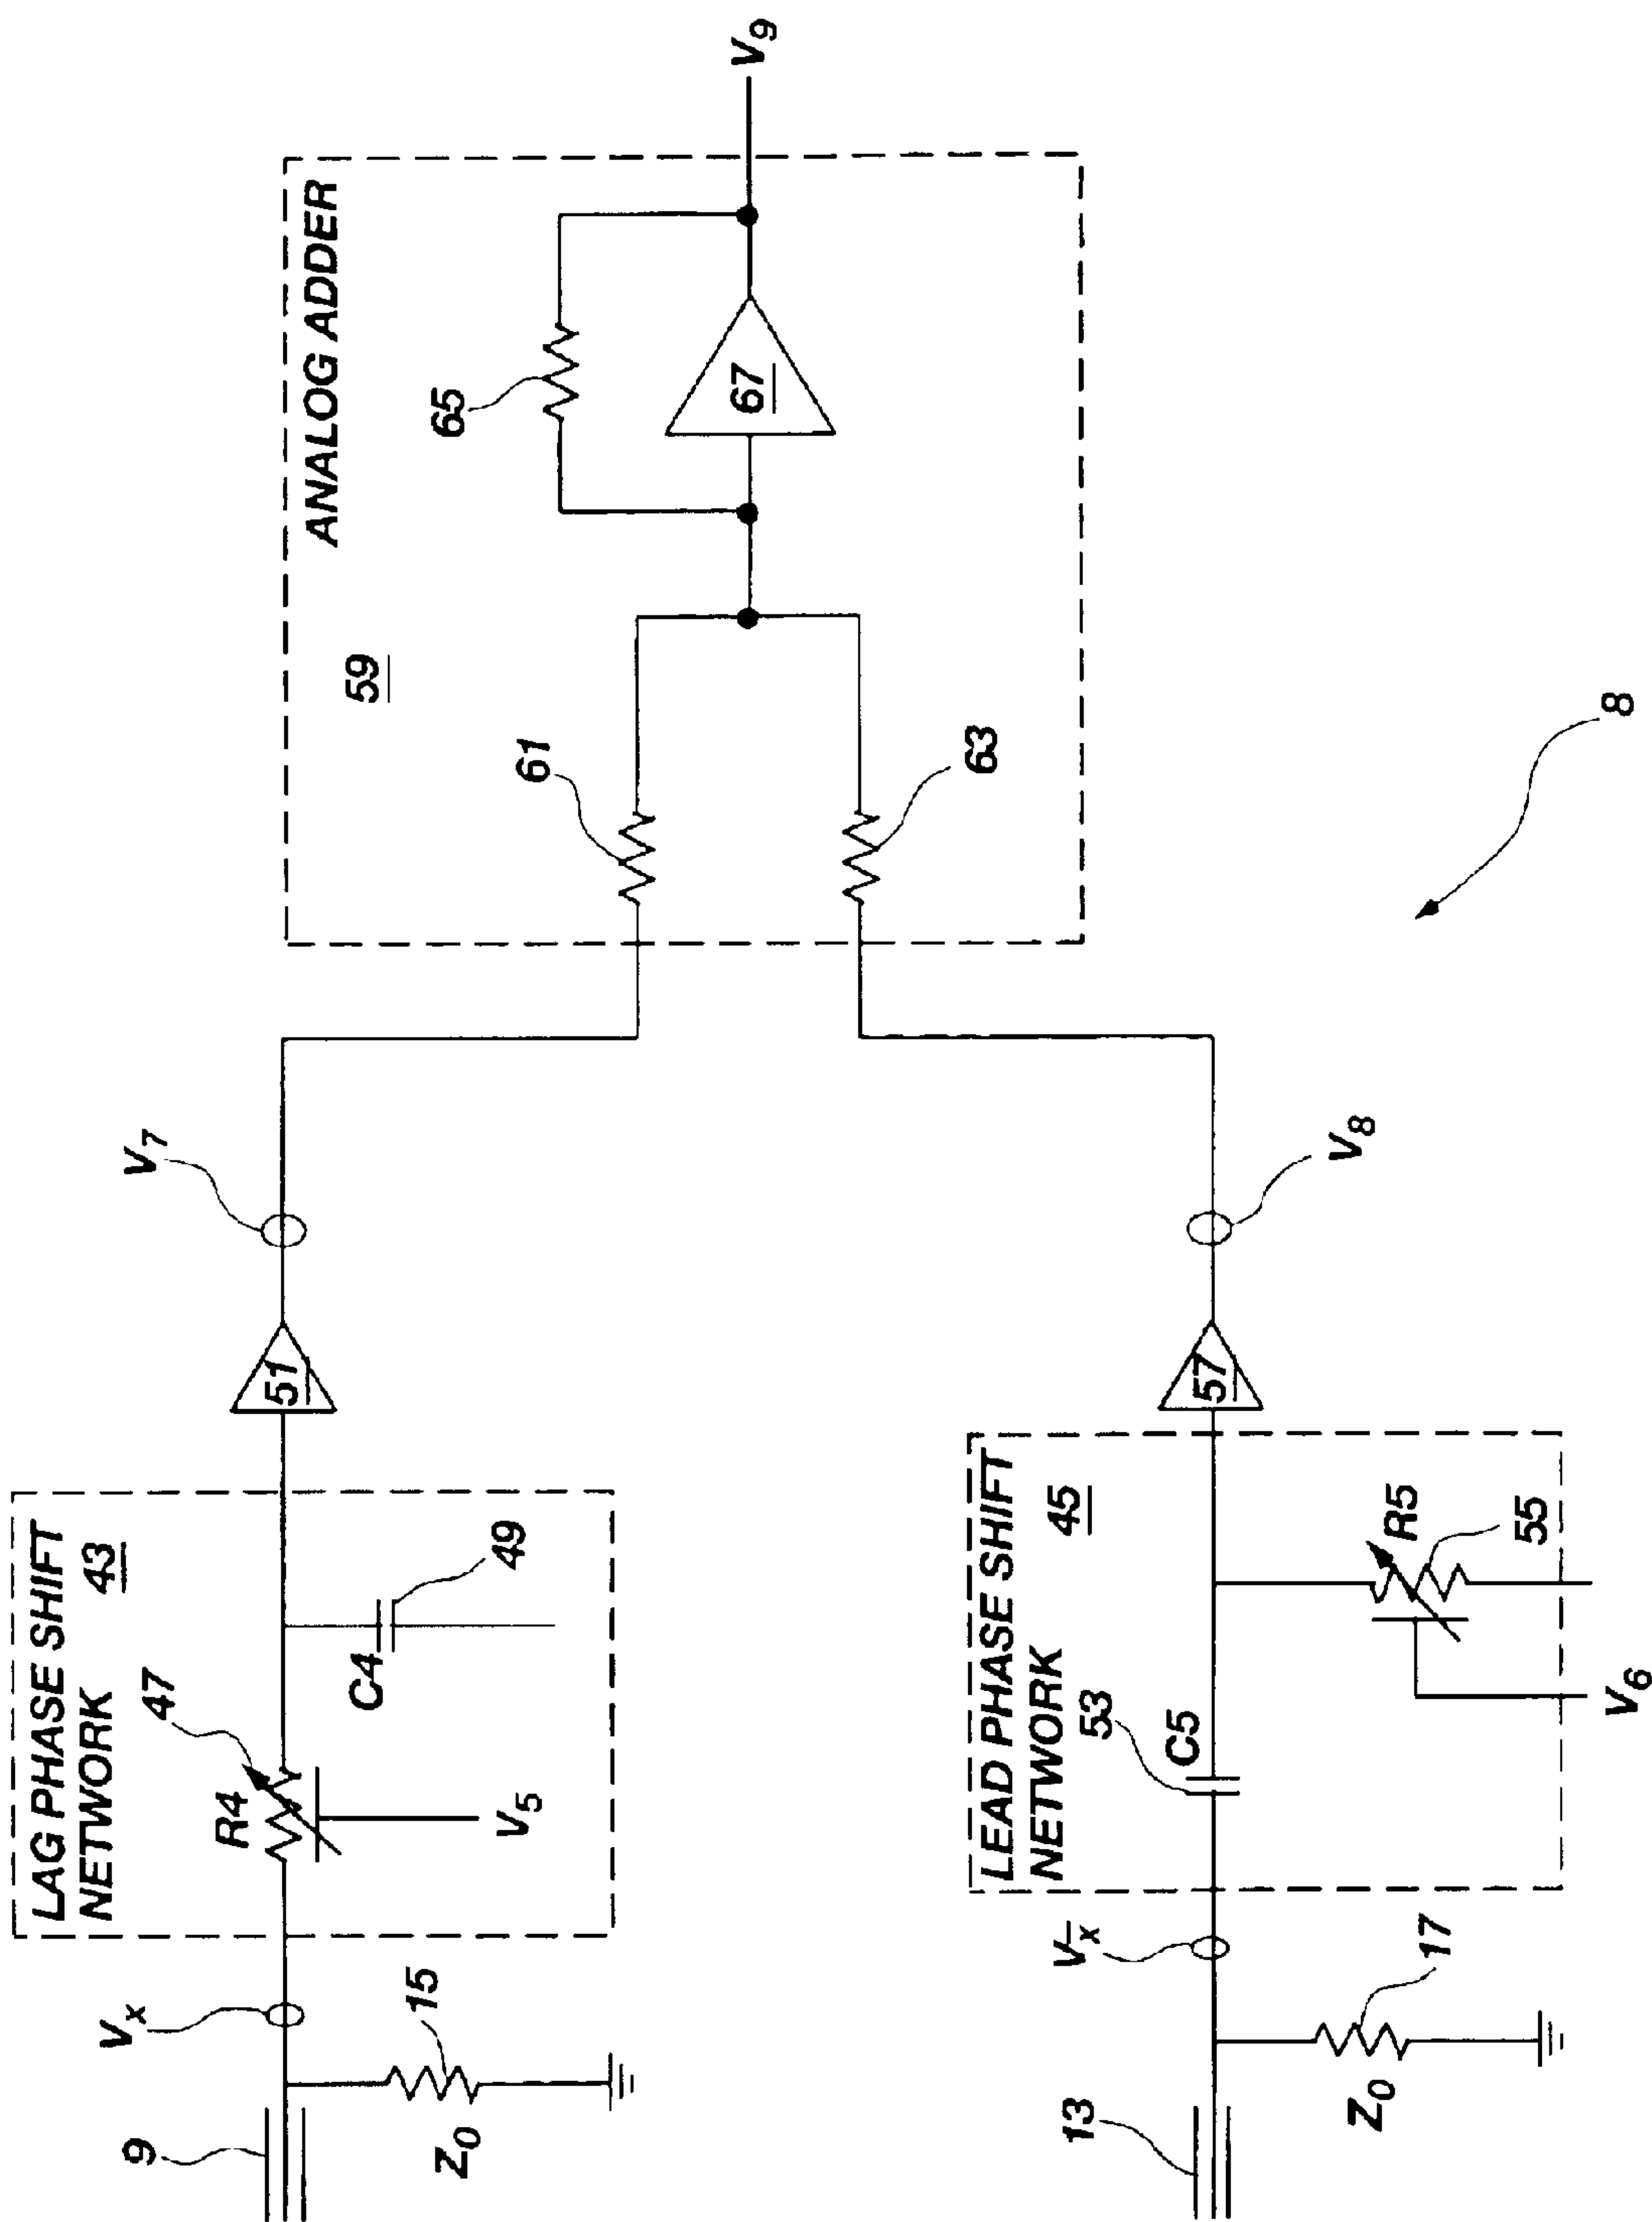 LAG PHASE SHIFT
NETWORK 43
47
R4
V5
C4
49
Vx
15
Z0
9
51
V7
ANALOG ADDER
59
61
63
65
67
V9
LEAD PHASE SHIFT
NETWORK 45
53
C5
R5
55
V6
V̅x
17
Z0
13
57
V8
8